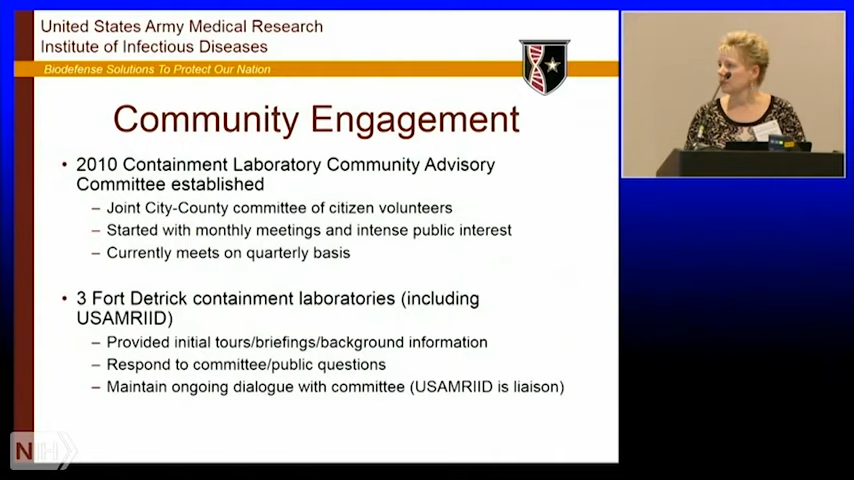 United States Army Medical Research
Institute of Infectious Diseases
Biodefense Solutions To Protect Our Nation
Community Engagement
• 2010 Containment Laboratory Community Advisory
Committee established
– Joint City-County committee of citizen volunteers
– Started with monthly meetings and intense public interest
– Currently meets on quarterly basis
• 3 Fort Detrick containment laboratories (including
USAMRIID)
– Provided initial tours/briefings/background information
– Respond to committee/public questions
– Maintain ongoing dialogue with committee (USAMRIID is liaison)
NIH